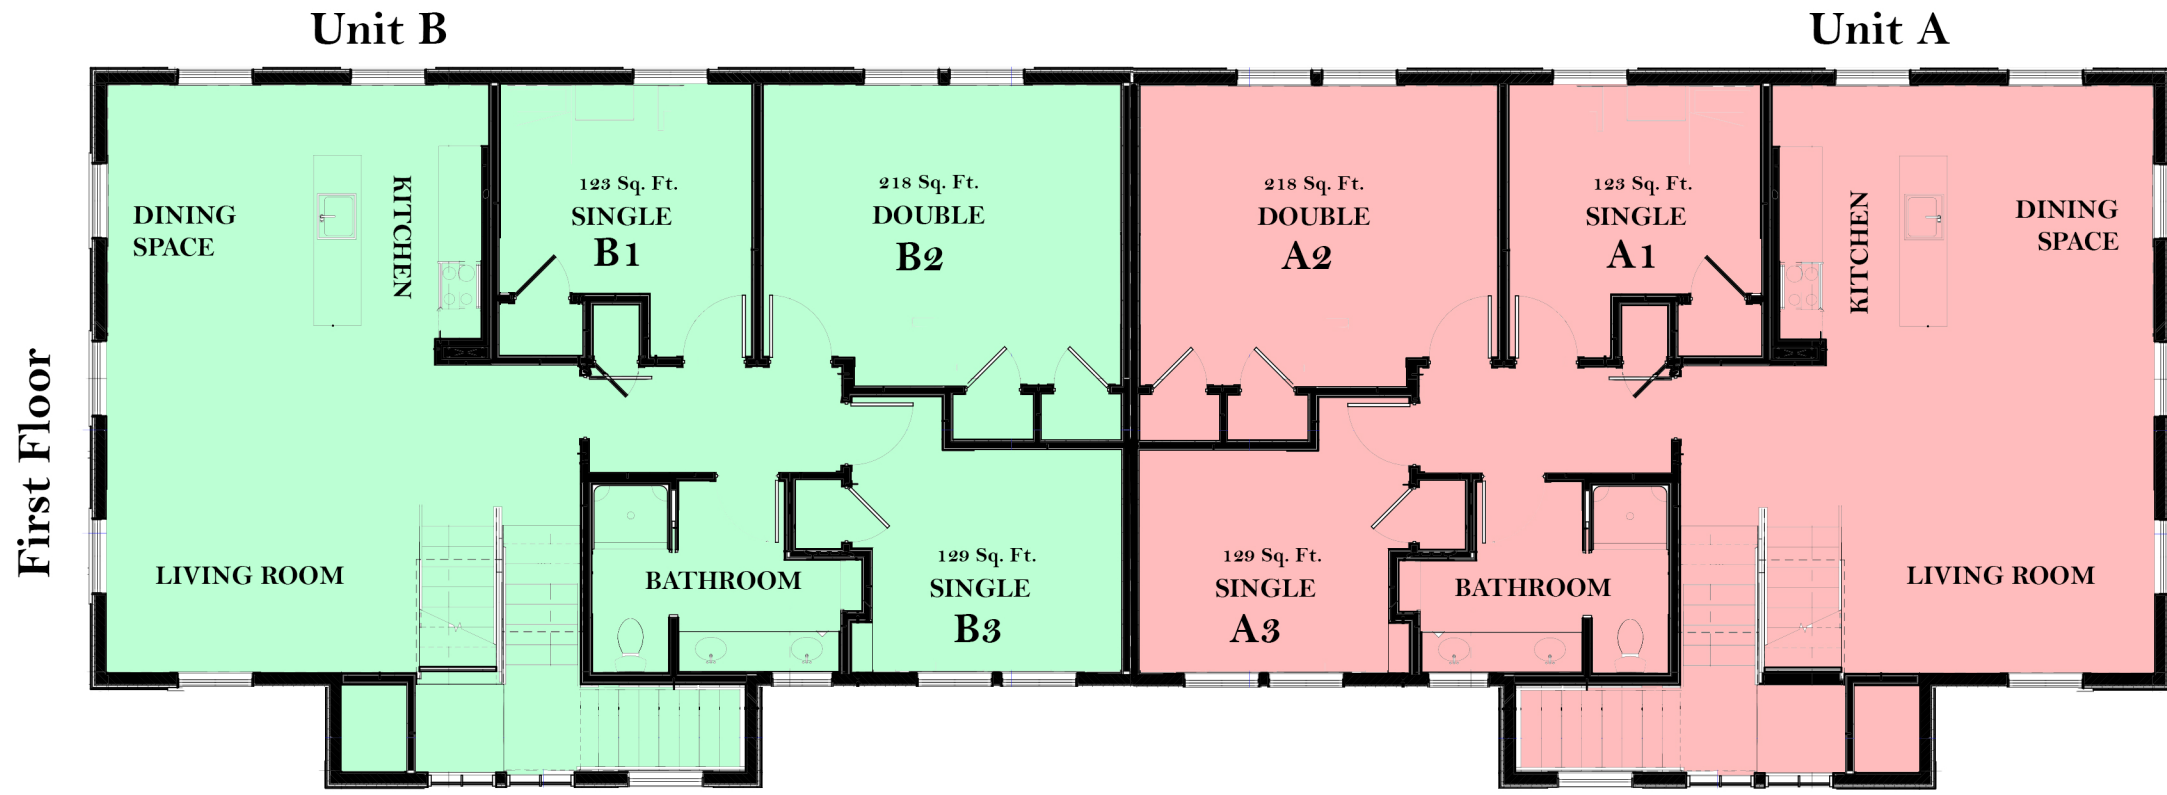 Unit B
Unit A
First Floor
DINING
SPACE
KITCHEN
123 Sq. Ft.
SINGLE
B1
218 Sq. Ft.
DOUBLE
B2
218 Sq. Ft.
DOUBLE
A2
123 Sq. Ft.
SINGLE
A1
KITCHEN
DINING
SPACE
LIVING ROOM
BATHROOM
129 Sq. Ft.
SINGLE
B3
129 Sq. Ft.
SINGLE
A3
BATHROOM
LIVING ROOM